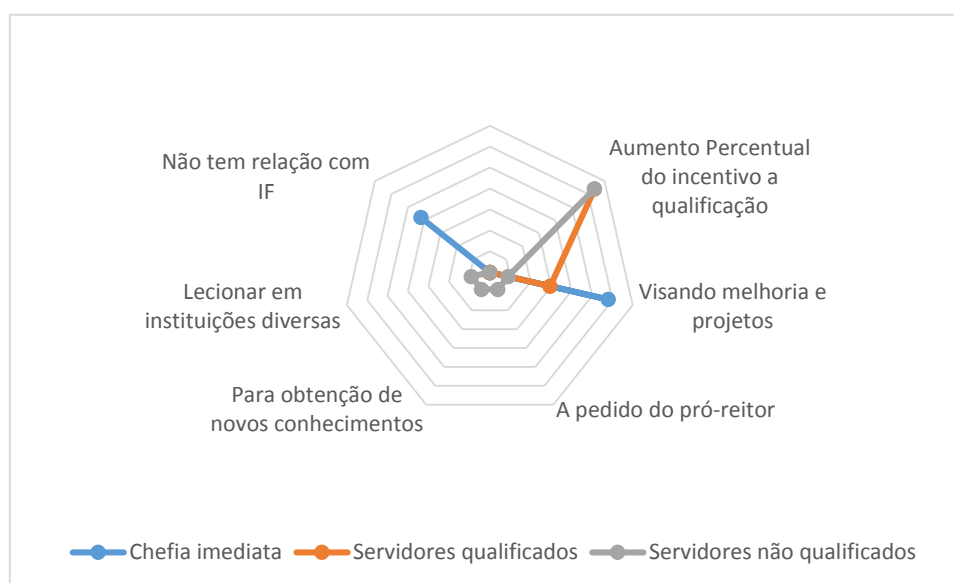 Aumento Percentual
do incentivo a
qualificação
Visando melhoria e
projetos
A pedido do pró-reitor
Para obtenção de
novos conhecimentos
Lecionar em
instituições diversas
Não tem relação com
IF
Chefia imediata
Servidores qualificados
Servidores não qualificados